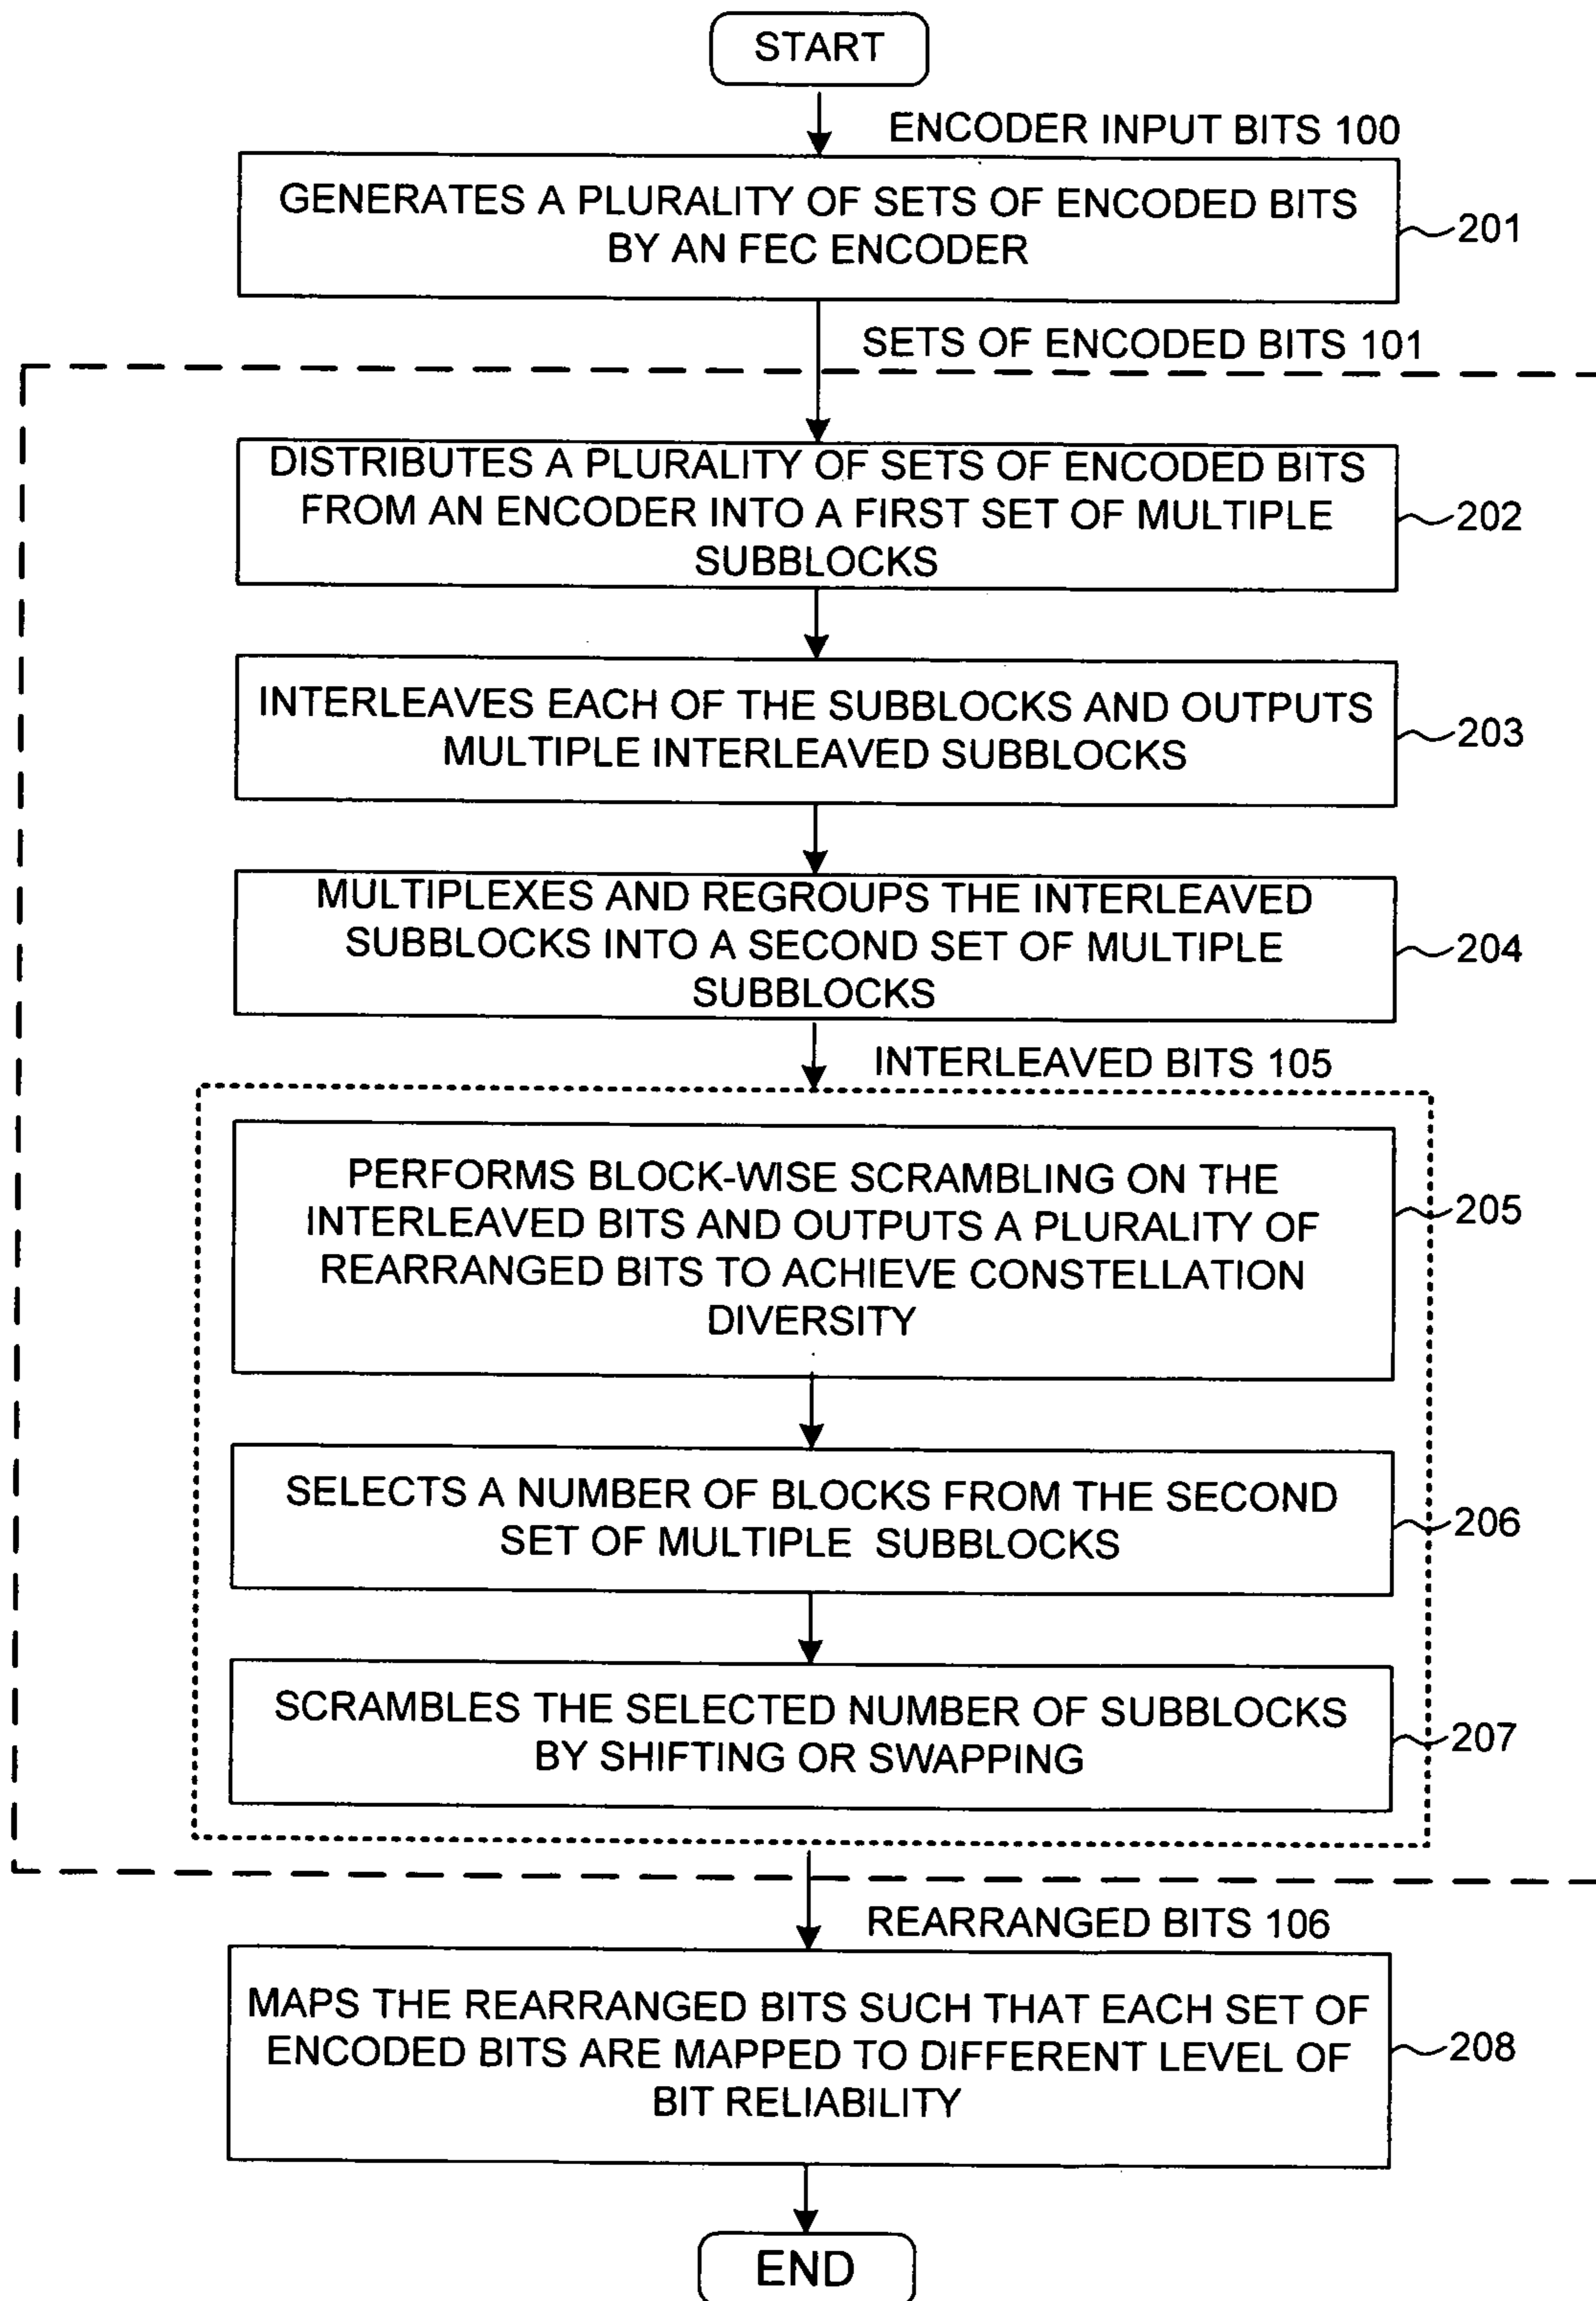 START
ENCODER INPUT BITS 100
GENERATES A PLURALITY OF SETS OF ENCODED BITS
BY AN FEC ENCODER
201
SETS OF ENCODED BITS 101
DISTRIBUTES A PLURALITY OF SETS OF ENCODED BITS
FROM AN ENCODER INTO A FIRST SET OF MULTIPLE
SUBBLOCKS
202
INTERLEAVES EACH OF THE SUBBLOCKS AND OUTPUTS
MULTIPLE INTERLEAVED SUBBLOCKS
203
MULTIPLEXES AND REGROUPS THE INTERLEAVED
SUBBLOCKS INTO A SECOND SET OF MULTIPLE
SUBBLOCKS
204
INTERLEAVED BITS 105
PERFORMS BLOCK-WISE SCRAMBLING ON THE
INTERLEAVED BITS AND OUTPUTS A PLURALITY OF
REARRANGED BITS TO ACHIEVE CONSTELLATION
DIVERSITY
205
SELECTS A NUMBER OF BLOCKS FROM THE SECOND
SET OF MULTIPLE SUBBLOCKS
206
SCRAMBLES THE SELECTED NUMBER OF SUBBLOCKS
BY SHIFTING OR SWAPPING
207
REARRANGED BITS 106
MAPS THE REARRANGED BITS SUCH THAT EACH SET OF
ENCODED BITS ARE MAPPED TO DIFFERENT LEVEL OF
BIT RELIABILITY
208
END